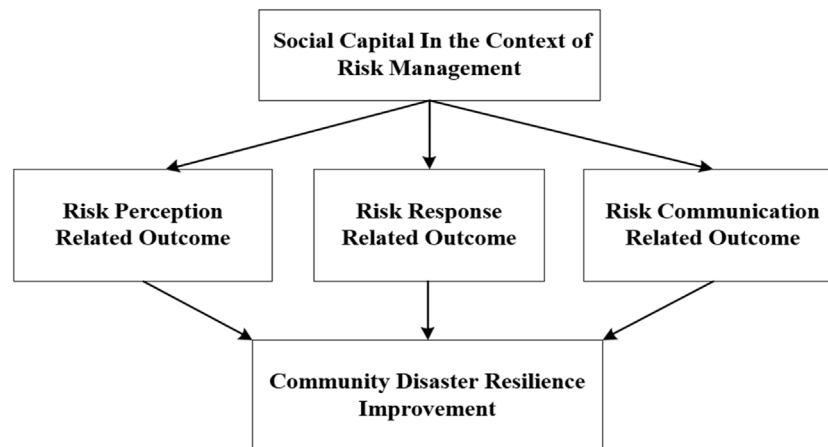 Social Capital In the Context of
Risk Management
Risk Perception
Related Outcome
Risk Response
Related Outcome
Risk Communication
Related Outcome
Community Disaster Resilience
Improvement